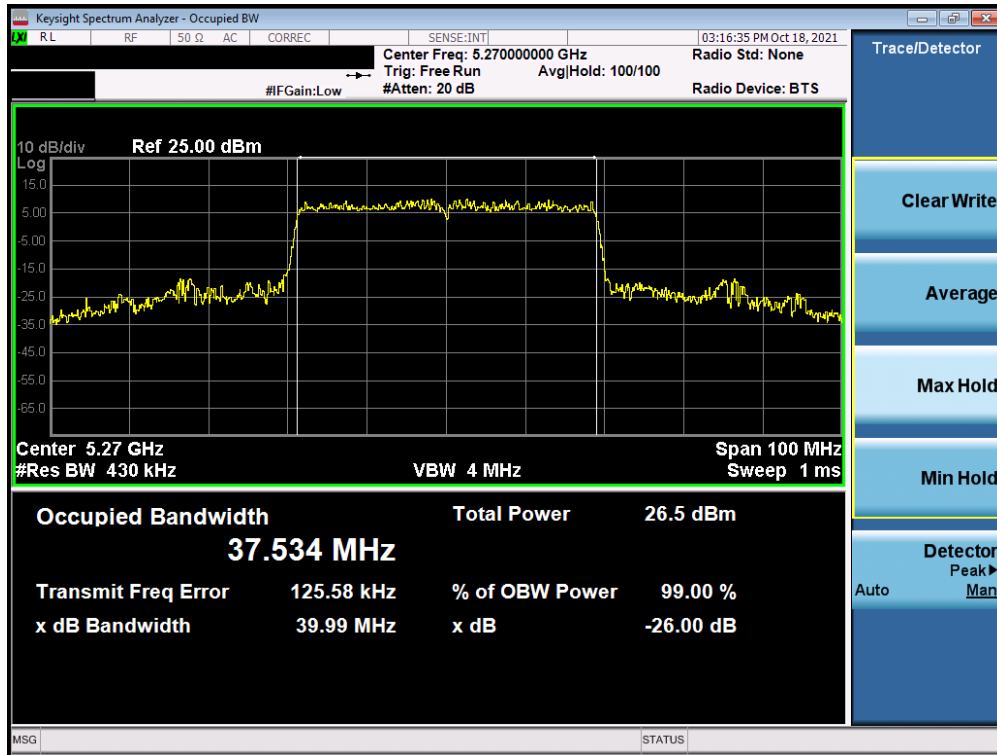 Keysight Spectrum Analyzer - Occupied BW
LXI RL RF 50 Ω AC CORREC SENSE:INT 03:16:35 PM Oct 18, 2021
Center Freq: 5.270000000 GHz Radio Std: None
Trig: Free Run Avg|Hold: 100/100
#IFGain:Low #Atten: 20 dB Radio Device: BTS
Trace/Detector
10 dB/div Ref 25.00 dBm
Log
15.0
5.00
-5.00
-15.0
-25.0
-35.0
-45.0
-55.0
-65.0
Center 5.27 GHz Span 100 MHz
#Res BW 430 kHz VBW 4 MHz Sweep 1 ms
Occupied Bandwidth Total Power 26.5 dBm
37.534 MHz
Transmit Freq Error 125.58 kHz % of OBW Power 99.00 %
x dB Bandwidth 39.99 MHz x dB -26.00 dB
Clear Write
Average
Max Hold
Min Hold
Detector
Peak▶
Auto Man
MSG STATUS